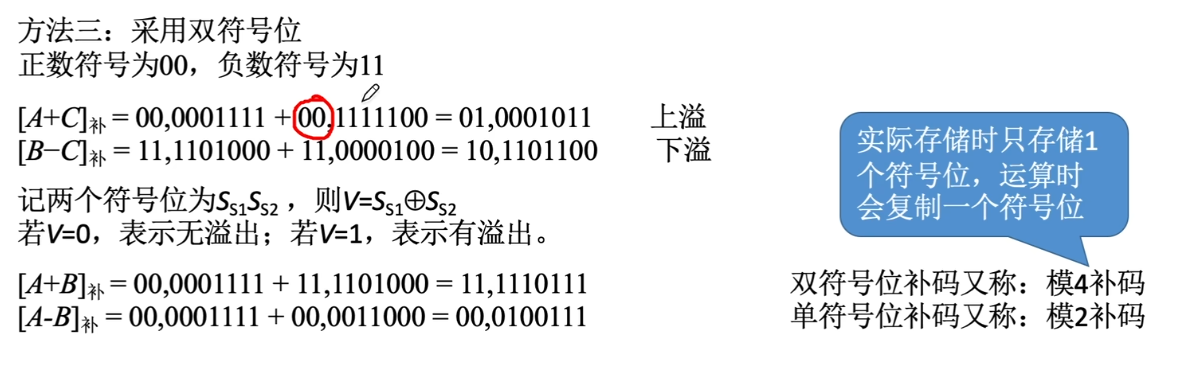 方法三：采用双符号位
正数符号为00，负数符号为11
[A+C]补 = 00,0001111 + 00,1111100 = 01,0001011 上溢
[B−C]补 = 11,1101000 + 11,0000100 = 10,1101100 下溢
实际存储时只存储1
个符号位，运算时
会复制一个符号位
记两个符号位为SS1SS2 ，则V=SS1⊕SS2
若V=0，表示无溢出；若V=1，表示有溢出。
[A+B]补 = 00,0001111 + 11,1101000 = 11,1110111
[A-B]补 = 00,0001111 + 00,0011000 = 00,0100111
双符号位补码又称：模4补码
单符号位补码又称：模2补码